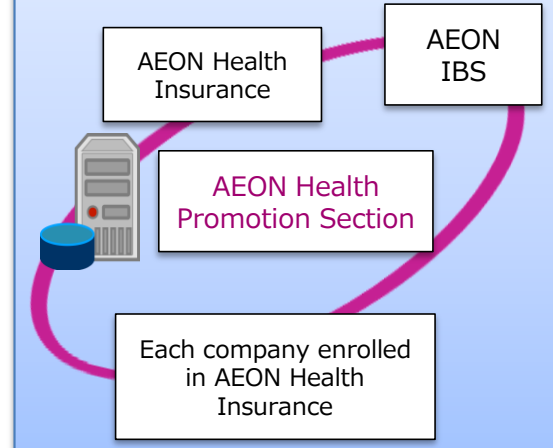 AEON Health
Insurance
AEON
IBS
AEON Health
Promotion Section
Each company enrolled
in AEON Health
Insurance